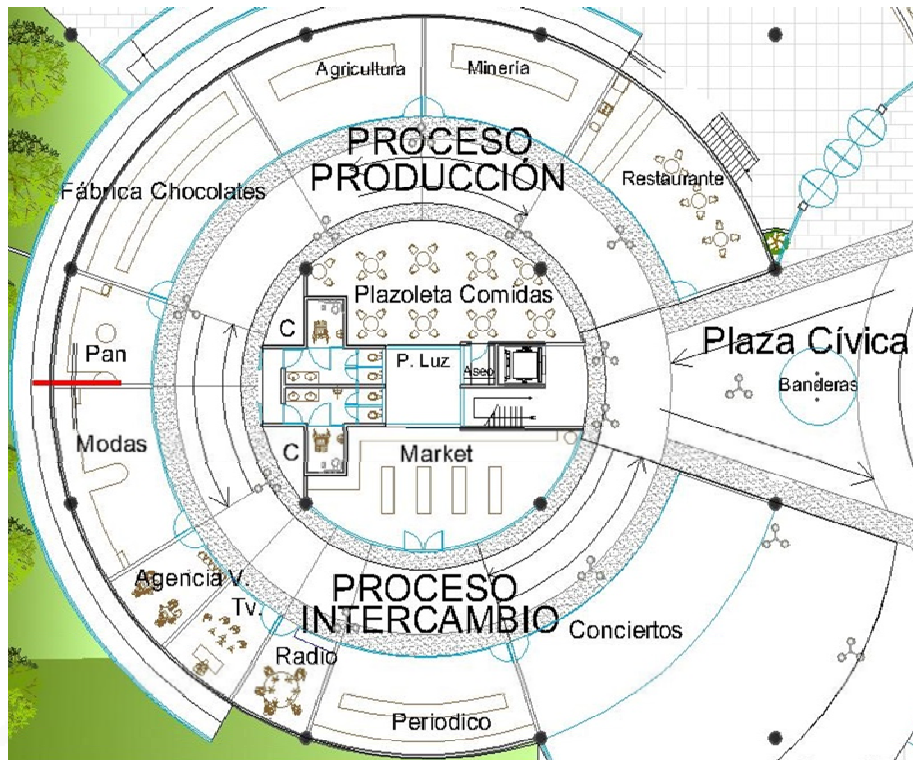 Agricultura
Minería
PROCESO
PRODUCCIÓN
Fábrica Chocolates
Restaurante
Plazoleta Comidas
C
Pan
P. Luz
Aseo
Plaza Cívica
Banderas
Modas
C
Market
Agencia V.
Tv.
PROCESO
INTERCAMBIO
Conciertos
Radio
Periodico